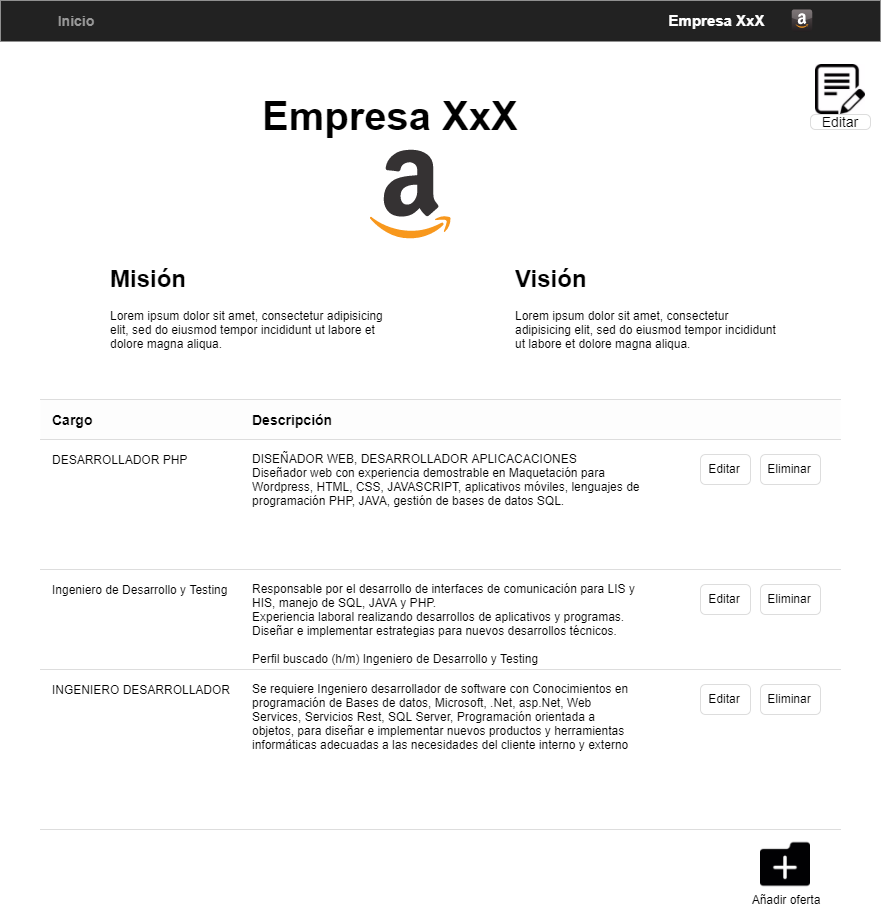 Inicio
Empresa XxX
a
Editar
Empresa XxX
a
Misión
Lorem ipsum dolor sit amet, consectetur adipisicing
elit, sed do eiusmod tempor incididunt ut labore et
dolore magna aliqua.
Visión
Lorem ipsum dolor sit amet, consectetur
adipisicing elit, sed do eiusmod tempor incididunt
ut labore et dolore magna aliqua.
Cargo
Descripción
DESARROLLADOR PHP
DISEÑADOR WEB, DESARROLLADOR APLICACACIONES
Diseñador web con experiencia demostrable en Maquetación para
Wordpress, HTML, CSS, JAVASCRIPT, aplicativos móviles, lenguajes de
programación PHP, JAVA, gestión de bases de datos SQL.
Editar
Eliminar
Ingeniero de Desarrollo y Testing
Responsable por el desarrollo de interfaces de comunicación para LIS y
HIS, manejo de SQL, JAVA y PHP.
Experiencia laboral realizando desarrollos de aplicativos y programas.
Diseñar e implementar estrategias para nuevos desarrollos técnicos.
Perfil buscado (h/m) Ingeniero de Desarrollo y Testing
Editar
Eliminar
INGENIERO DESARROLLADOR
Se requiere Ingeniero desarrollador de software con Conocimientos en
programación de Bases de datos, Microsoft, .Net, asp.Net, Web
Services, Servicios Rest, SQL Server, Programación orientada a
objetos, para diseñar e implementar nuevos productos y herramientas
informáticas adecuadas a las necesidades del cliente interno y externo
Editar
Eliminar
Añadir oferta